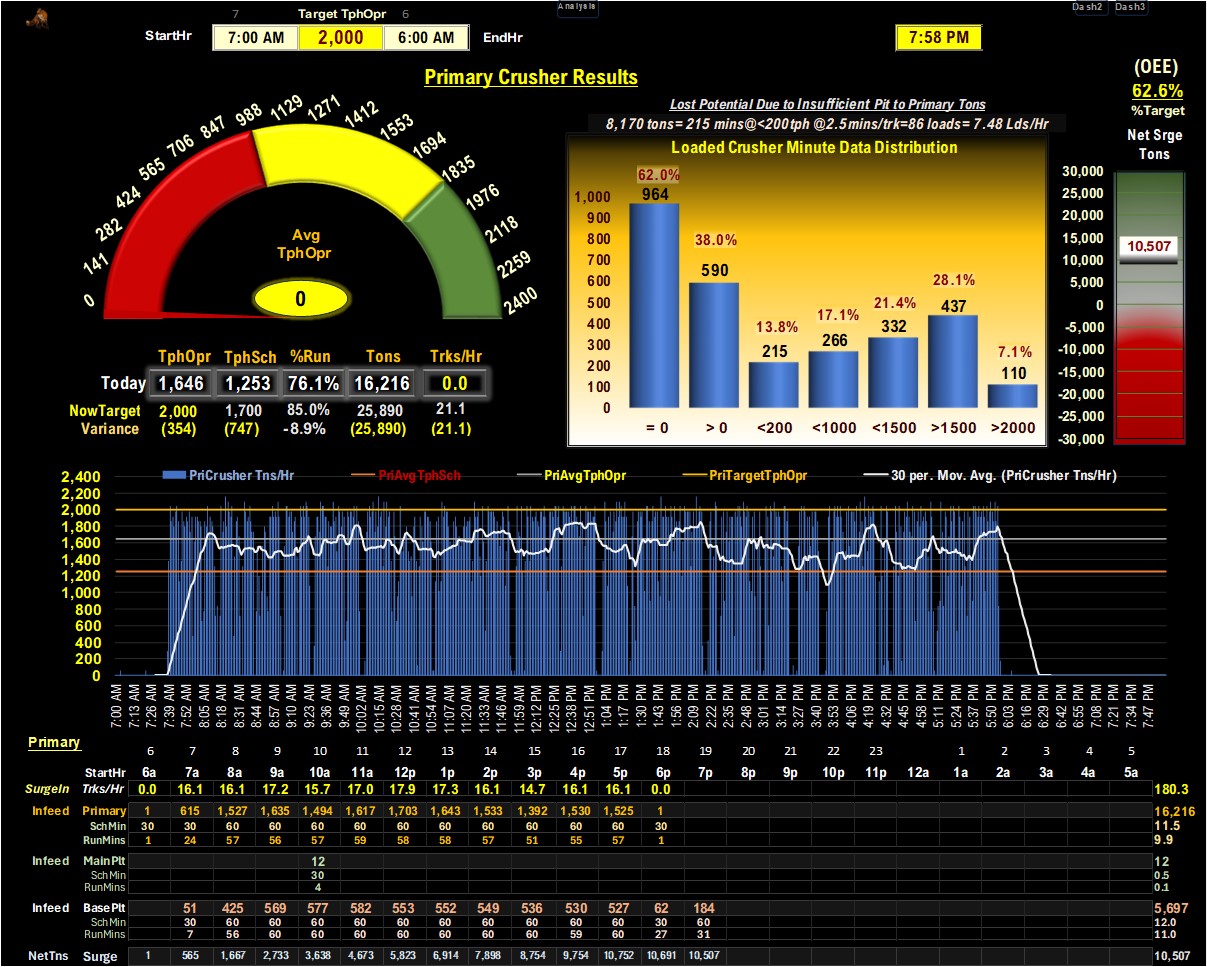 Analysis
Dash2 Dash3
7 Target TphOpr 6
StartHr 7:00 AM 2,000 6:00 AM EndHr
7:58 PM
Primary Crusher Results
(OEE)
62.6%
%Target
Net Srge
Tons
Lost Potential Due to Insufficient Pit to Primary Tons
8,170 tons= 215 mins@<200tph @2.5mins/trk=86 loads= 7.48 Lds/Hr
Loaded Crusher Minute Data Distribution
0
141
282
424
565
706
847
988
1129
1271
1412
1553
1694
1835
1976
2118
2259
2400
Avg
TphOpr
0
1,000
900
800
700
600
500
400
300
200
100
0
62.0%
964
38.0%
590
13.8%
215
17.1%
266
21.4%
332
28.1%
437
7.1%
110
= 0 > 0 <200 <1000 <1500 >1500 >2000
30,000
25,000
20,000
15,000
10,000
5,000
0
-5,000
-10,000
-15,000
-20,000
-25,000
-30,000
10,507
TphOpr TphSch %Run Tons Trks/Hr
Today 1,646 1,253 76.1% 16,216 0.0
NowTarget 2,000 1,700 85.0% 25,890 21.1
Variance (354) (747) -8.9% (25,890) (21.1)
PriCrusher Tns/Hr PriAvgTphSch PriAvgTphOpr PriTargetTphOpr 30 per. Mov. Avg. (PriCrusher Tns/Hr)
2,400
2,200
2,000
1,800
1,600
1,400
1,200
1,000
800
600
400
200
0
7:00 AM 7:13 AM 7:26 AM 7:39 AM 7:52 AM 8:05 AM 8:18 AM 8:31 AM 8:44 AM 8:57 AM 9:10 AM 9:23 AM 9:36 AM 9:49 AM 10:02 AM 10:15 AM 10:28 AM 10:41 AM 10:54 AM 11:07 AM 11:20 AM 11:33 AM 11:46 AM 11:59 AM 12:12 PM 12:25 PM 12:38 PM 12:51 PM 1:04 PM 1:17 PM 1:30 PM 1:43 PM 1:56 PM 2:09 PM 2:22 PM 2:35 PM 2:48 PM 3:01 PM 3:14 PM 3:27 PM 3:40 PM 3:53 PM 4:06 PM 4:19 PM 4:32 PM 4:45 PM 4:58 PM 5:11 PM 5:24 PM 5:37 PM 5:50 PM 6:03 PM 6:16 PM 6:29 PM 6:42 PM 6:55 PM 7:08 PM 7:21 PM 7:34 PM 7:47 PM
Primary 6 7 8 9 10 11 12 13 14 15 16 17 18 19 20 21 22 23 1 2 3 4 5
StartHr 6a 7a 8a 9a 10a 11a 12p 1p 2p 3p 4p 5p 6p 7p 8p 9p 10p 11p 12a 1a 2a 3a 4a 5a
SurgeIn Trks/Hr 0.0 16.1 16.1 17.2 15.7 17.0 17.9 17.3 16.1 14.7 16.1 16.1 0.0 180.3
Infeed Primary 1 615 1,527 1,635 1,494 1,617 1,703 1,643 1,533 1,392 1,530 1,525 1 16,216
SchMin 30 30 60 60 60 60 60 60 60 60 60 60 30 11.5
RunMins 1 24 57 56 57 59 58 58 57 51 55 57 1 9.9
Infeed MainPlt 12 12
SchMin 30 0.5
RunMins 4 0.1
Infeed BasePlt 51 425 569 577 582 553 552 549 536 530 527 62 184 5,697
SchMin 30 60 60 60 60 60 60 60 60 60 60 30 60 12.0
RunMins 7 56 60 60 60 60 60 60 60 59 60 27 31 11.0
NetTns Surge 1 565 1,667 2,733 3,638 4,673 5,823 6,914 7,898 8,754 9,754 10,752 10,691 10,507 10,507